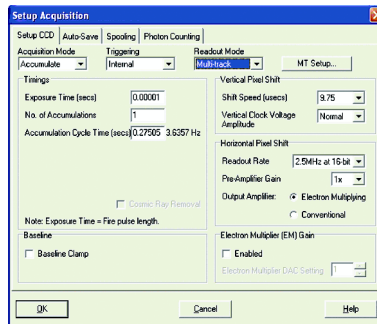 Setup Acquisition
Setup CCD Auto-Save Spooling Photon Counting
Acquisition Mode Triggering Readout Mode
Accumulate Internal Multi-track MT Setup...
Timings
Exposure Time (secs) 0.00001
No. of Accumulations 1
Accumulation Cycle Time (secs) 0.27505 3.6357 Hz
Cosmic Ray Removal
Note: Exposure Time = Fire pulse length.
Baseline
Baseline Clamp
Vertical Pixel Shift
Shift Speed (usecs) 9.75
Vertical Clock Voltage Amplitude Normal
Horizontal Pixel Shift
Readout Rate 2.5MHz at 16-bit
Pre-Amplifier Gain 1x
Output Amplifier: Electron Multiplying
Conventional
Electron Multiplier (EM) Gain
Enabled
Electron Multiplier DAC Setting 1
OK Cancel Help